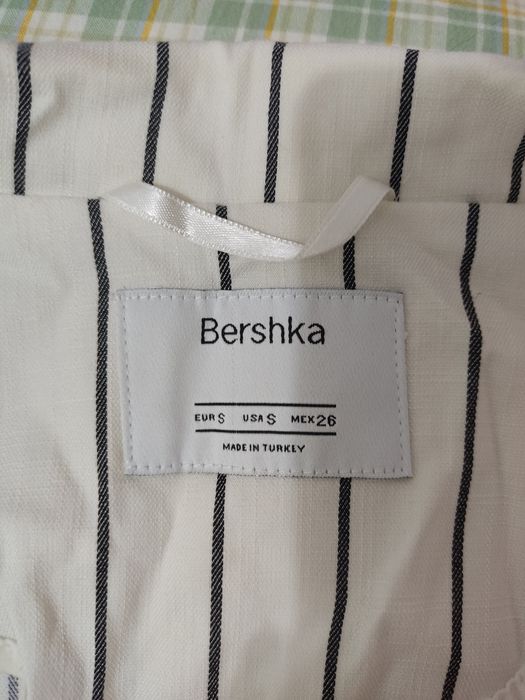 Bershka
EUR S USA S MEX 26
MADE IN TURKEY